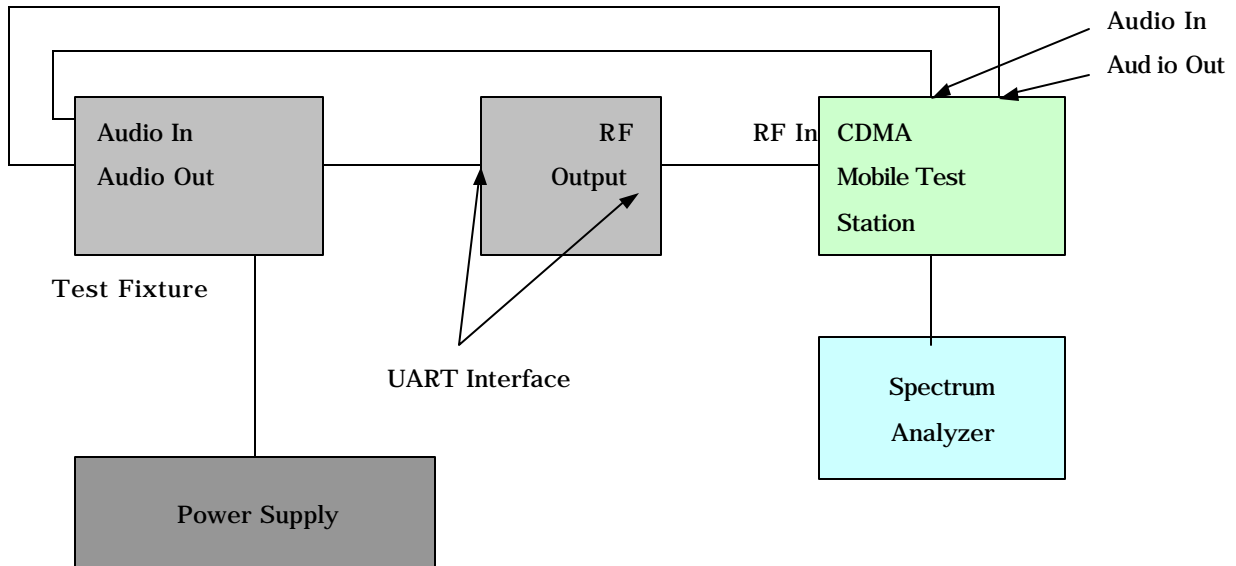 Audio In
Aud io Out
Audio In
Audio Out
RF
Output
RF In
CDMA
Mobile Test
Station
Test Fixture
UART Interface
Spectrum
Analyzer
Power Supply